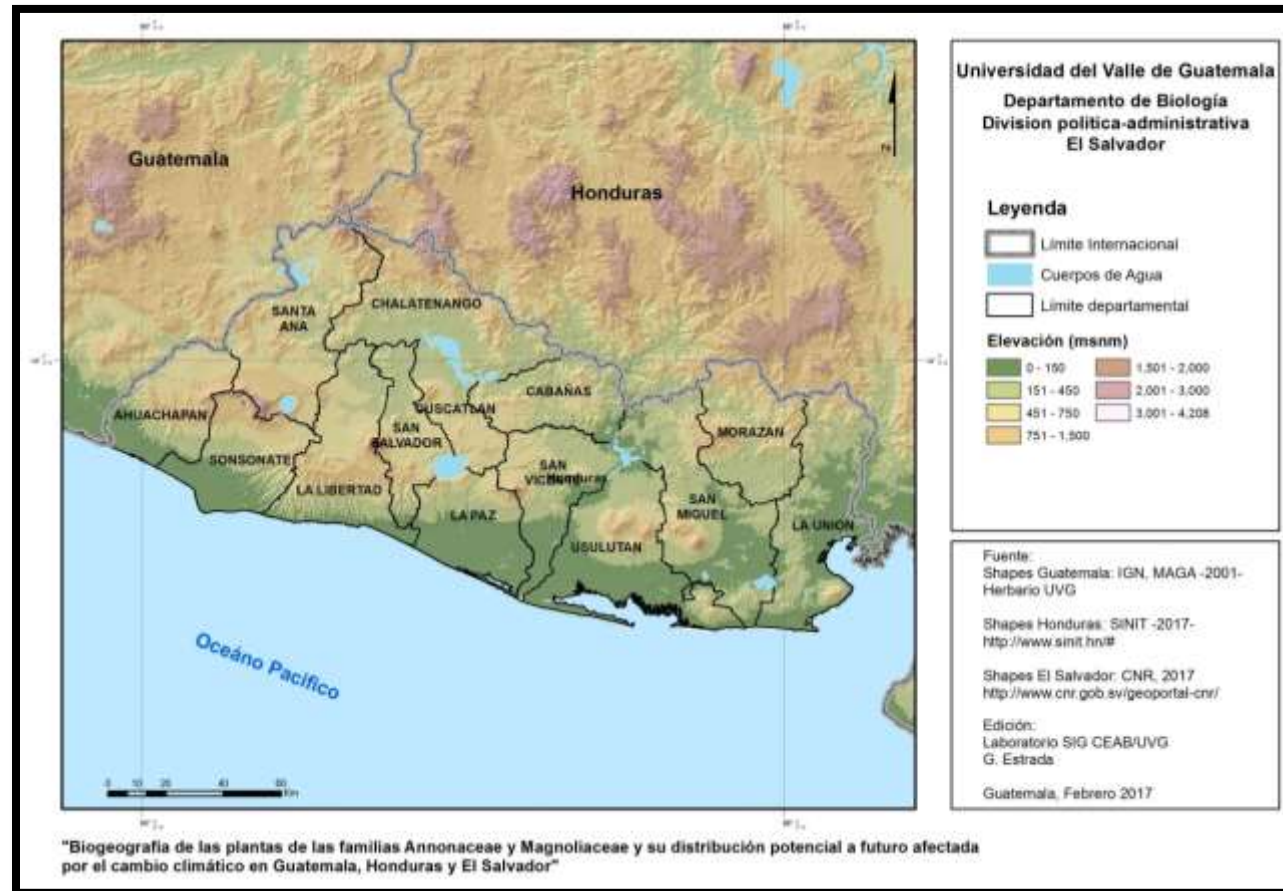 Guatemala
Honduras
SANTA
ANA
CHALATENANGO
CABAÑAS
AHUACHAPAN
CUSCATLAN
MORAZAN
SAN
SALVADOR
SONSONATE
SAN
VICENTE
Honduras
LA LIBERTAD
SAN
MIGUEL
LA PAZ
LA UNION
USULUTAN
Oceáno Pacífico
0 10 20 40 60
Km
Universidad del Valle de Guatemala
Departamento de Biología
Division política-administrativa
El Salvador
Leyenda
Límite Internacional
Cuerpos de Agua
Límite departamental
Elevación (msnm)
0 - 150
1,501 - 2,000
151 - 450
2,001 - 3,000
451 - 750
3,001 - 4,208
751 - 1,500
Fuente:
Shapes Guatemala: IGN, MAGA -2001-
Herbario UVG
Shapes Honduras: SINIT -2017-
http://www.sinit.hn/#
Shapes El Salvador: CNR, 2017
http://www.cnr.gob.sv/geoportal-cnr/
Edición:
Laboratorio SIG CEAB/UVG
G. Estrada
Guatemala, Febrero 2017
"Biogeografía de las plantas de las familias Annonaceae y Magnoliaceae y su distribución potencial a futuro afectada
por el cambio climático en Guatemala, Honduras y El Salvador"